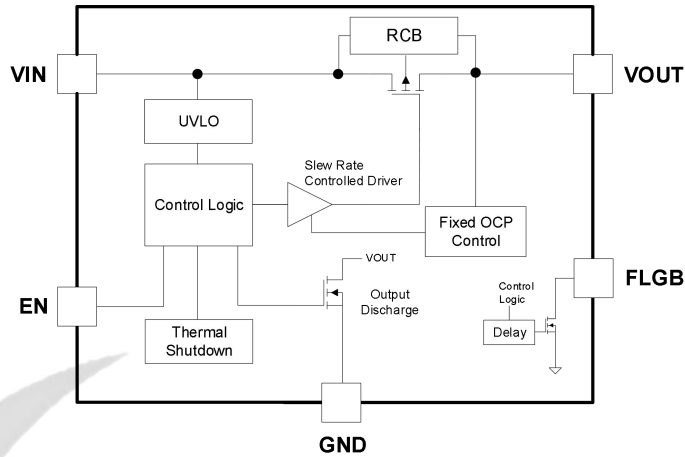 RCB
VIN
VOUT
UVLO
Slew Rate
Controlled Driver
Control Logic
Fixed OCP
Control
VOUT
FLGB
Control
Logic
EN
Output
Discharge
Delay
Thermal
Shutdown
GND